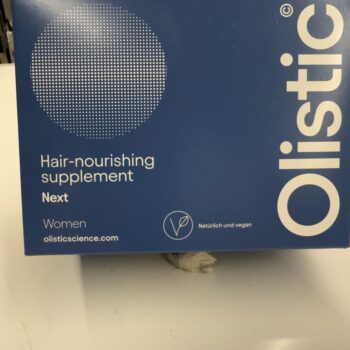 Olistic©
Hair-nourishing
supplement
Next
Women
olisticscience.com
V
Natürlich und vegan